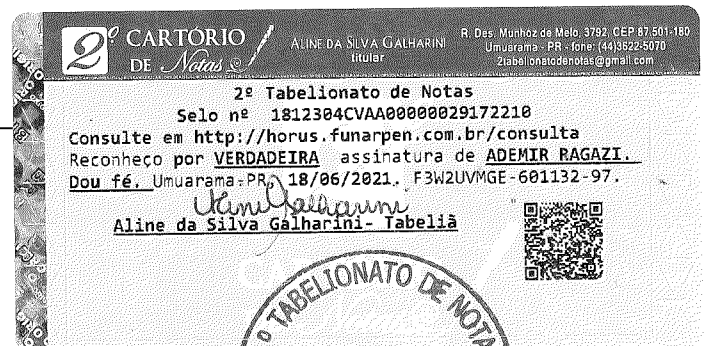 2º CARTÓRIO DE Notas
ALINE DA SILVA GALHARINI
titular
R. Des. Munhoz de Melo, 3792, CEP 87.501-180
Umuarama - PR - fone: (44)3622-5070
2tabelionatodenotas@gmail.com
2º Tabelionato de Notas
Selo nº 1812304CVAA00000029172210
Consulte em http://horus.funarpen.com.br/consulta
Reconheço por VERDADEIRA assinatura de ADEMIR RAGAZI.
Dou fé. Umuarama-PR, 18/06/2021. F3W2UVMGE-601132-97.
Aline Galharini
Aline da Silva Galharini- Tabeliã
º TABELIONATO DE NOTA